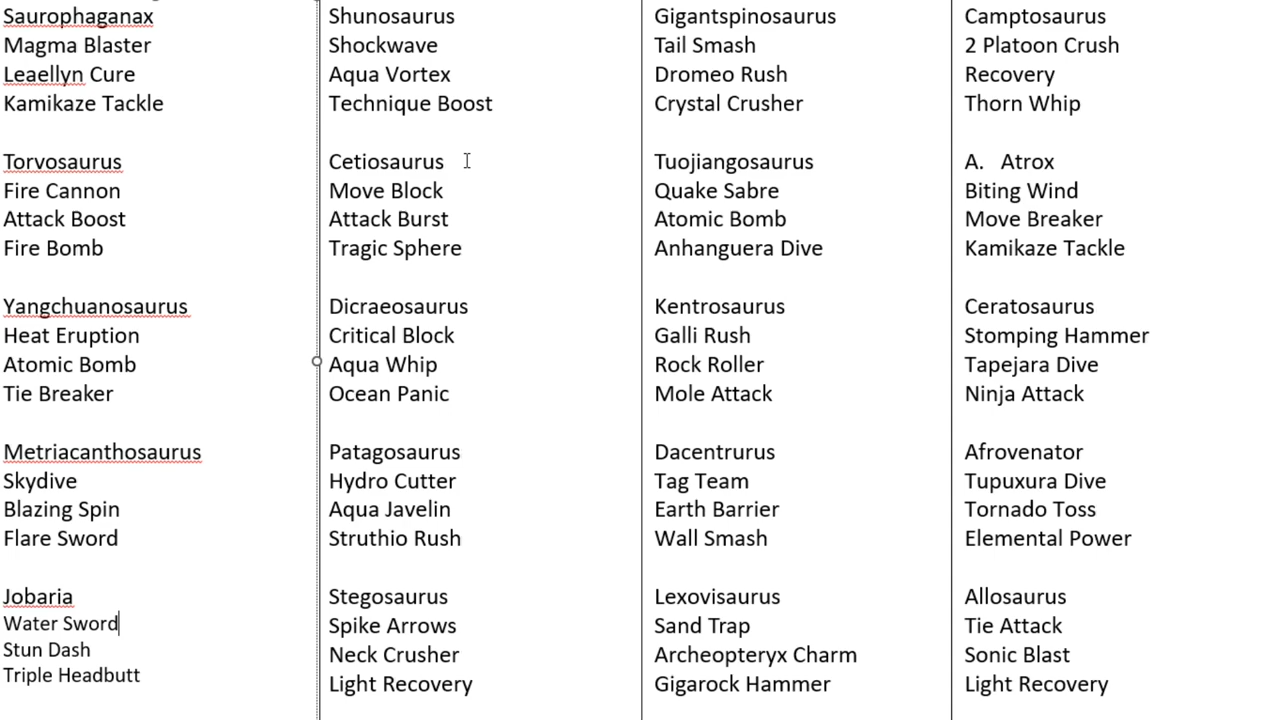 Saurophaganax
Magma Blaster
Leaellyn Cure
Kamikaze Tackle
Torvosaurus
Fire Cannon
Attack Boost
Fire Bomb
Yangchuanosaurus
Heat Eruption
Atomic Bomb
Tie Breaker
Metriacanthosaurus
Skydive
Blazing Spin
Flare Sword
Jobaria
Water Sword
Stun Dash
Triple Headbutt
Shunosaurus
Shockwave
Aqua Vortex
Technique Boost
Cetiosaurus
Move Block
Attack Burst
Tragic Sphere
Dicraeosaurus
Critical Block
Aqua Whip
Ocean Panic
Patagosaurus
Hydro Cutter
Aqua Javelin
Struthio Rush
Stegosaurus
Spike Arrows
Neck Crusher
Light Recovery
Gigantspinosaurus
Tail Smash
Dromeo Rush
Crystal Crusher
Tuojiangosaurus
Quake Sabre
Atomic Bomb
Anhanguera Dive
Kentrosaurus
Galli Rush
Rock Roller
Mole Attack
Dacentrurus
Tag Team
Earth Barrier
Wall Smash
Lexovisaurus
Sand Trap
Archeopteryx Charm
Gigarock Hammer
Camptosaurus
2 Platoon Crush
Recovery
Thorn Whip
A. Atrox
Biting Wind
Move Breaker
Kamikaze Tackle
Ceratosaurus
Stomping Hammer
Tapejara Dive
Ninja Attack
Afrovenator
Tupuxura Dive
Tornado Toss
Elemental Power
Allosaurus
Tie Attack
Sonic Blast
Light Recovery